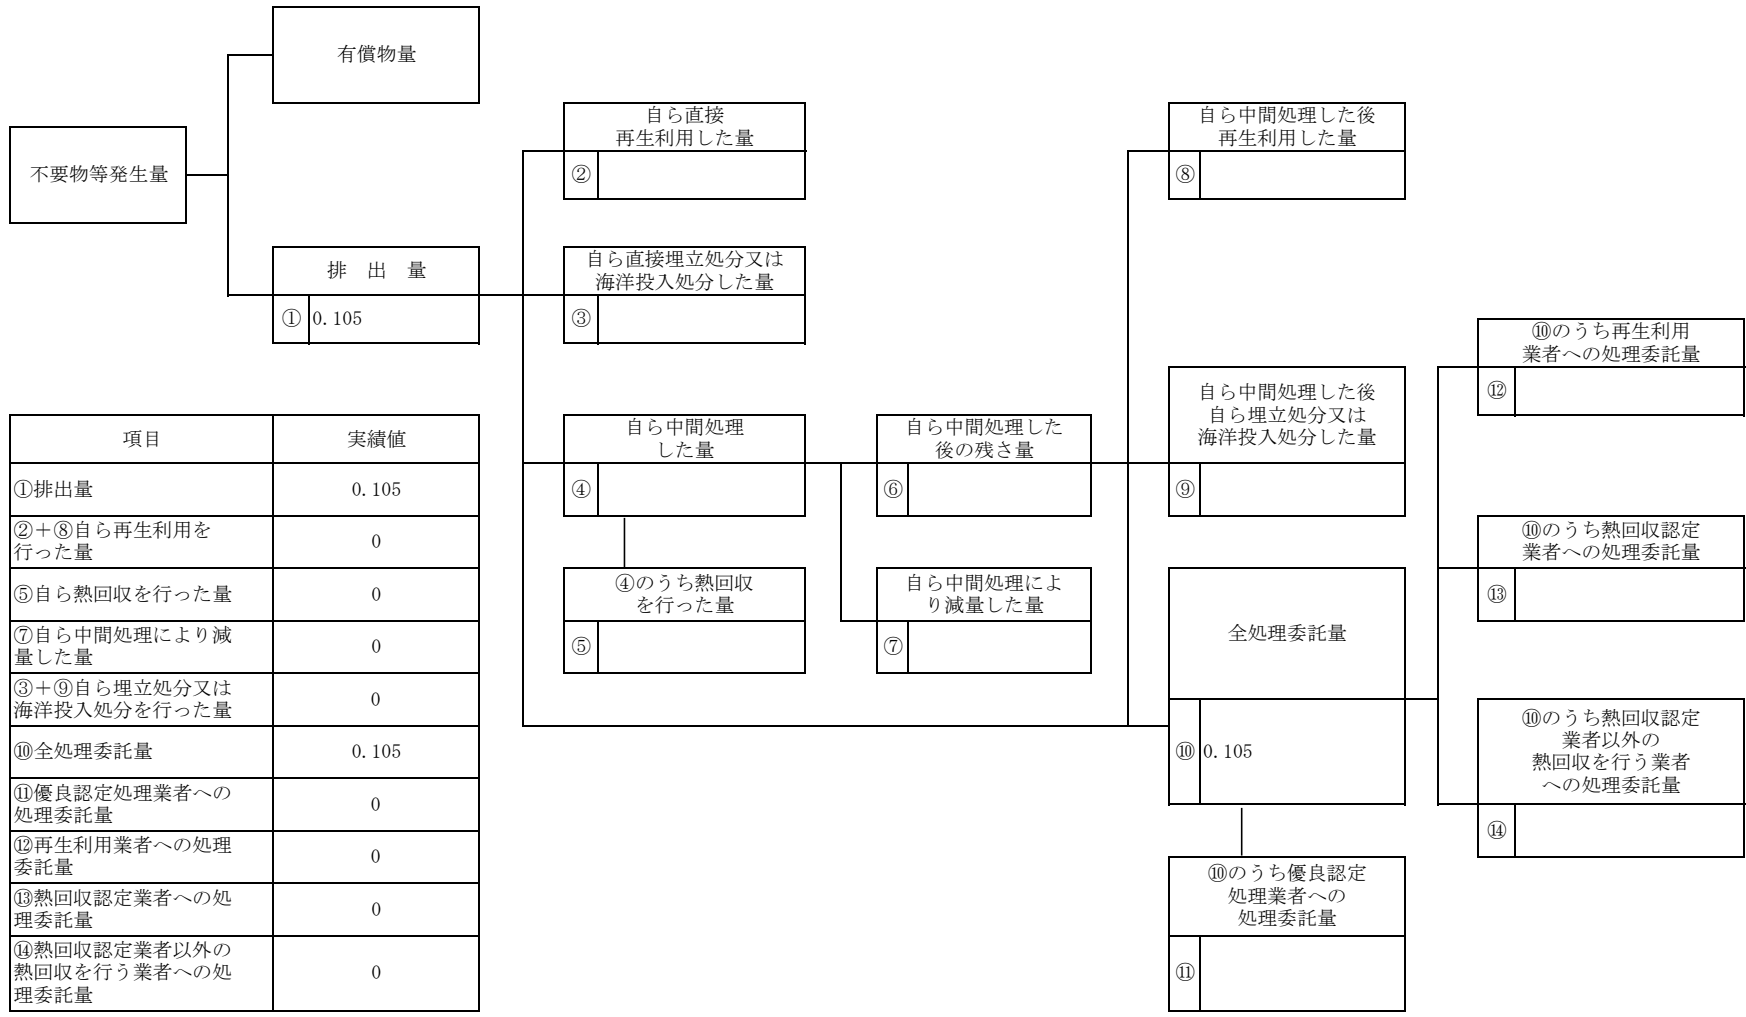 有償物量
不要物等発生量
排 出 量
① 0.105
自ら直接
再生利用した量
②
自ら直接埋立処分又は
海洋投入処分した量
③
自ら中間処理
した量
④
④のうち熱回収
を行った量
⑤
自ら中間処理した
後の残さ量
⑥
自ら中間処理によ
り減量した量
⑦
自ら中間処理した後
再生利用した量
⑧
自ら中間処理した後
自ら埋立処分又は
海洋投入処分した量
⑨
全処理委託量
⑩ 0.105
⑩のうち優良認定
処理業者への
処理委託量
⑪
⑩のうち再生利用
業者への処理委託量
⑫
⑩のうち熱回収認定
業者への処理委託量
⑬
⑩のうち熱回収認定
業者以外の
熱回収を行う業者
への処理委託量
⑭
項目 実績値
①排出量 0.105
②+⑧自ら再生利用を
行った量 0
⑤自ら熱回収を行った量 0
⑦自ら中間処理により減
量した量 0
③+⑨自ら埋立処分又は
海洋投入処分を行った量 0
⑩全処理委託量 0.105
⑪優良認定処理業者への
処理委託量 0
⑫再生利用業者への処理
委託量 0
⑬熱回収認定業者への処
理委託量 0
⑭熱回収認定業者以外の
熱回収を行う業者への処
理委託量 0